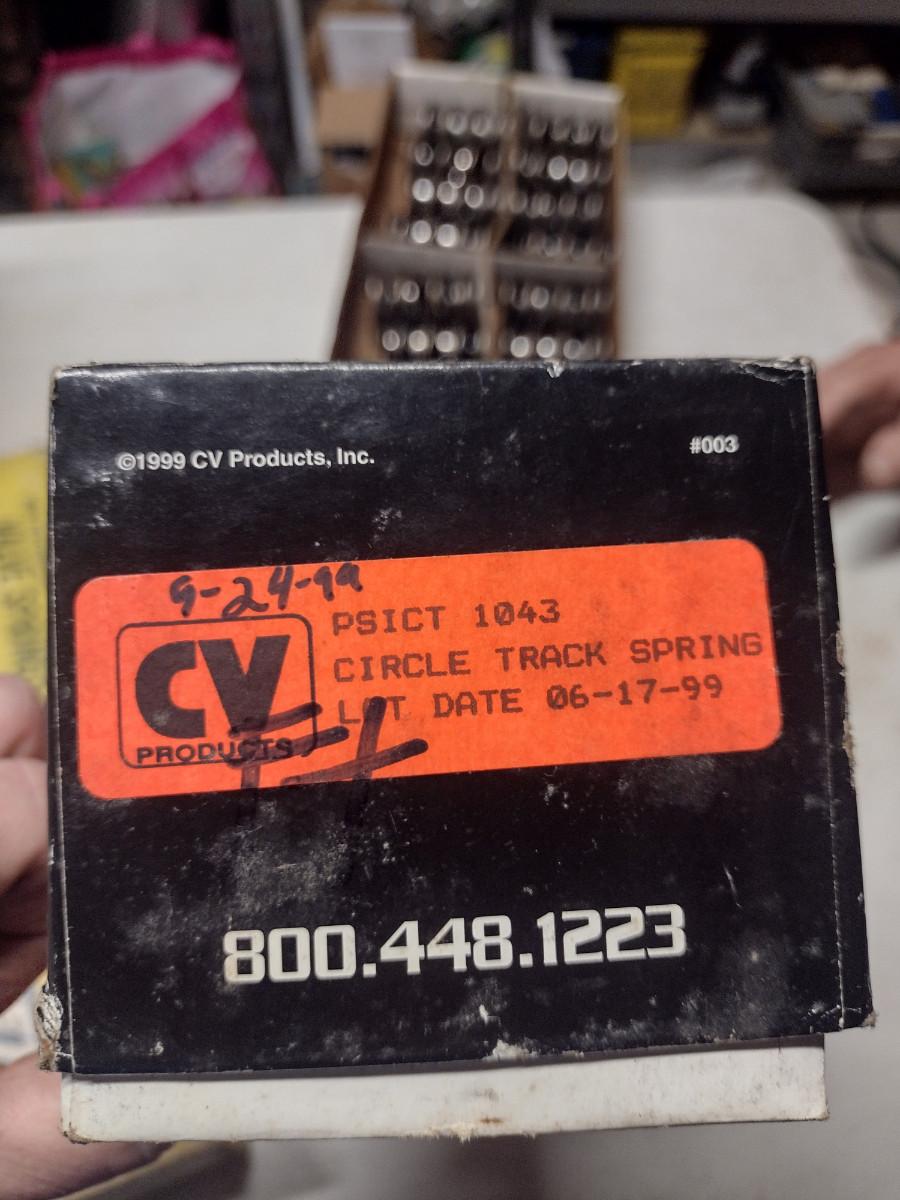 ©1999 CV Products, Inc.
#003
9-24-99
CV
PRODUCTS
PSICT 1043
CIRCLE TRACK SPRING
LOT DATE 06-17-99
800.448.1223